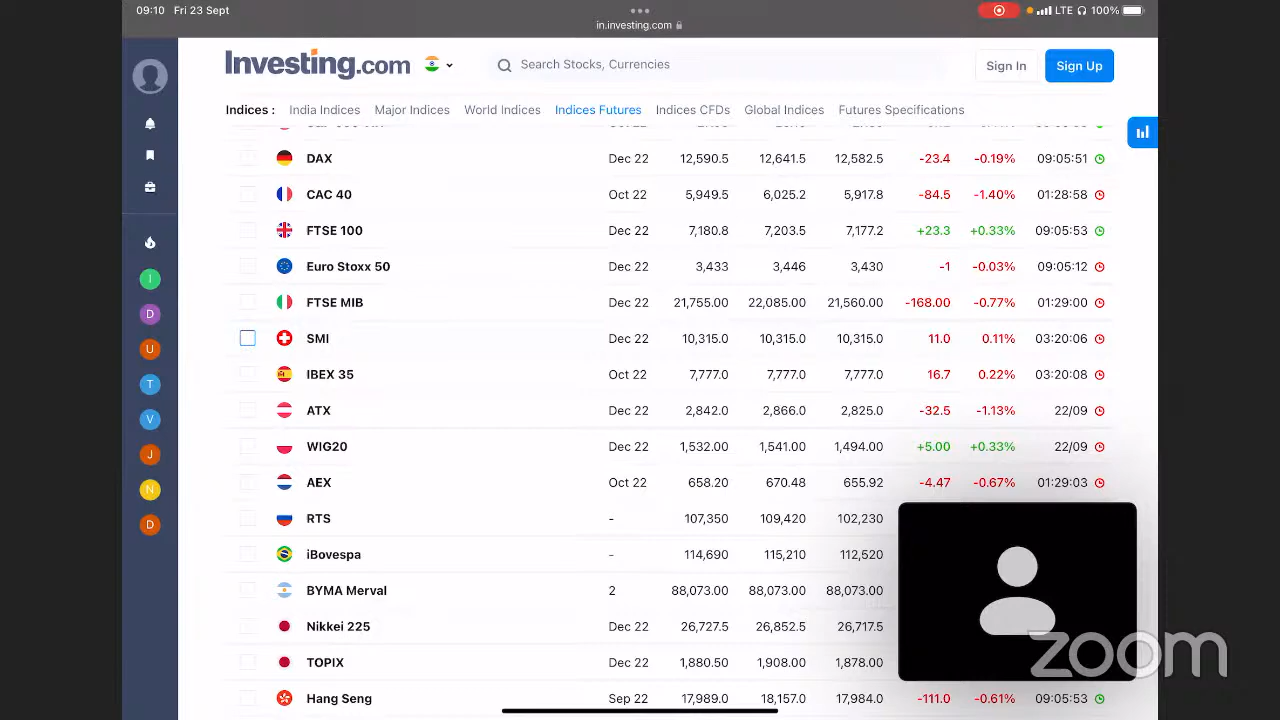 09:10 Fri 23 Sept LTE 100%
in.investing.com
Investing.com Search Stocks, Currencies Sign In Sign Up
Indices : India Indices Major Indices World Indices Indices Futures Indices CFDs Global Indices Futures Specifications
DAX Dec 22 12,590.5 12,641.5 12,582.5 -23.4 -0.19% 09:05:51
CAC 40 Oct 22 5,949.5 6,025.2 5,917.8 -84.5 -1.40% 01:28:58
FTSE 100 Dec 22 7,180.8 7,203.5 7,177.2 +23.3 +0.33% 09:05:53
Euro Stoxx 50 Dec 22 3,433 3,446 3,430 -1 -0.03% 09:05:12
FTSE MIB Dec 22 21,755.00 22,085.00 21,560.00 -168.00 -0.77% 01:29:00
SMI Dec 22 10,315.0 10,315.0 10,315.0 11.0 0.11% 03:20:06
IBEX 35 Oct 22 7,777.0 7,777.0 7,777.0 16.7 0.22% 03:20:08
ATX Dec 22 2,842.0 2,866.0 2,825.0 -32.5 -1.13% 22/09
WIG20 Dec 22 1,532.00 1,541.00 1,494.00 +5.00 +0.33% 22/09
AEX Oct 22 658.20 670.48 655.92 -4.47 -0.67% 01:29:03
RTS - 107,350 109,420 102,230
iBovespa - 114,690 115,210 112,520
BYMA Merval 2 88,073.00 88,073.00 88,073.00
Nikkei 225 Dec 22 26,727.5 26,852.5 26,717.5
TOPIX Dec 22 1,880.50 1,908.00 1,878.00
Hang Seng Sep 22 17,989.0 18,157.0 17,984.0 -111.0 -0.61% 09:05:53
I
D
U
T
V
J
N
D
zoom